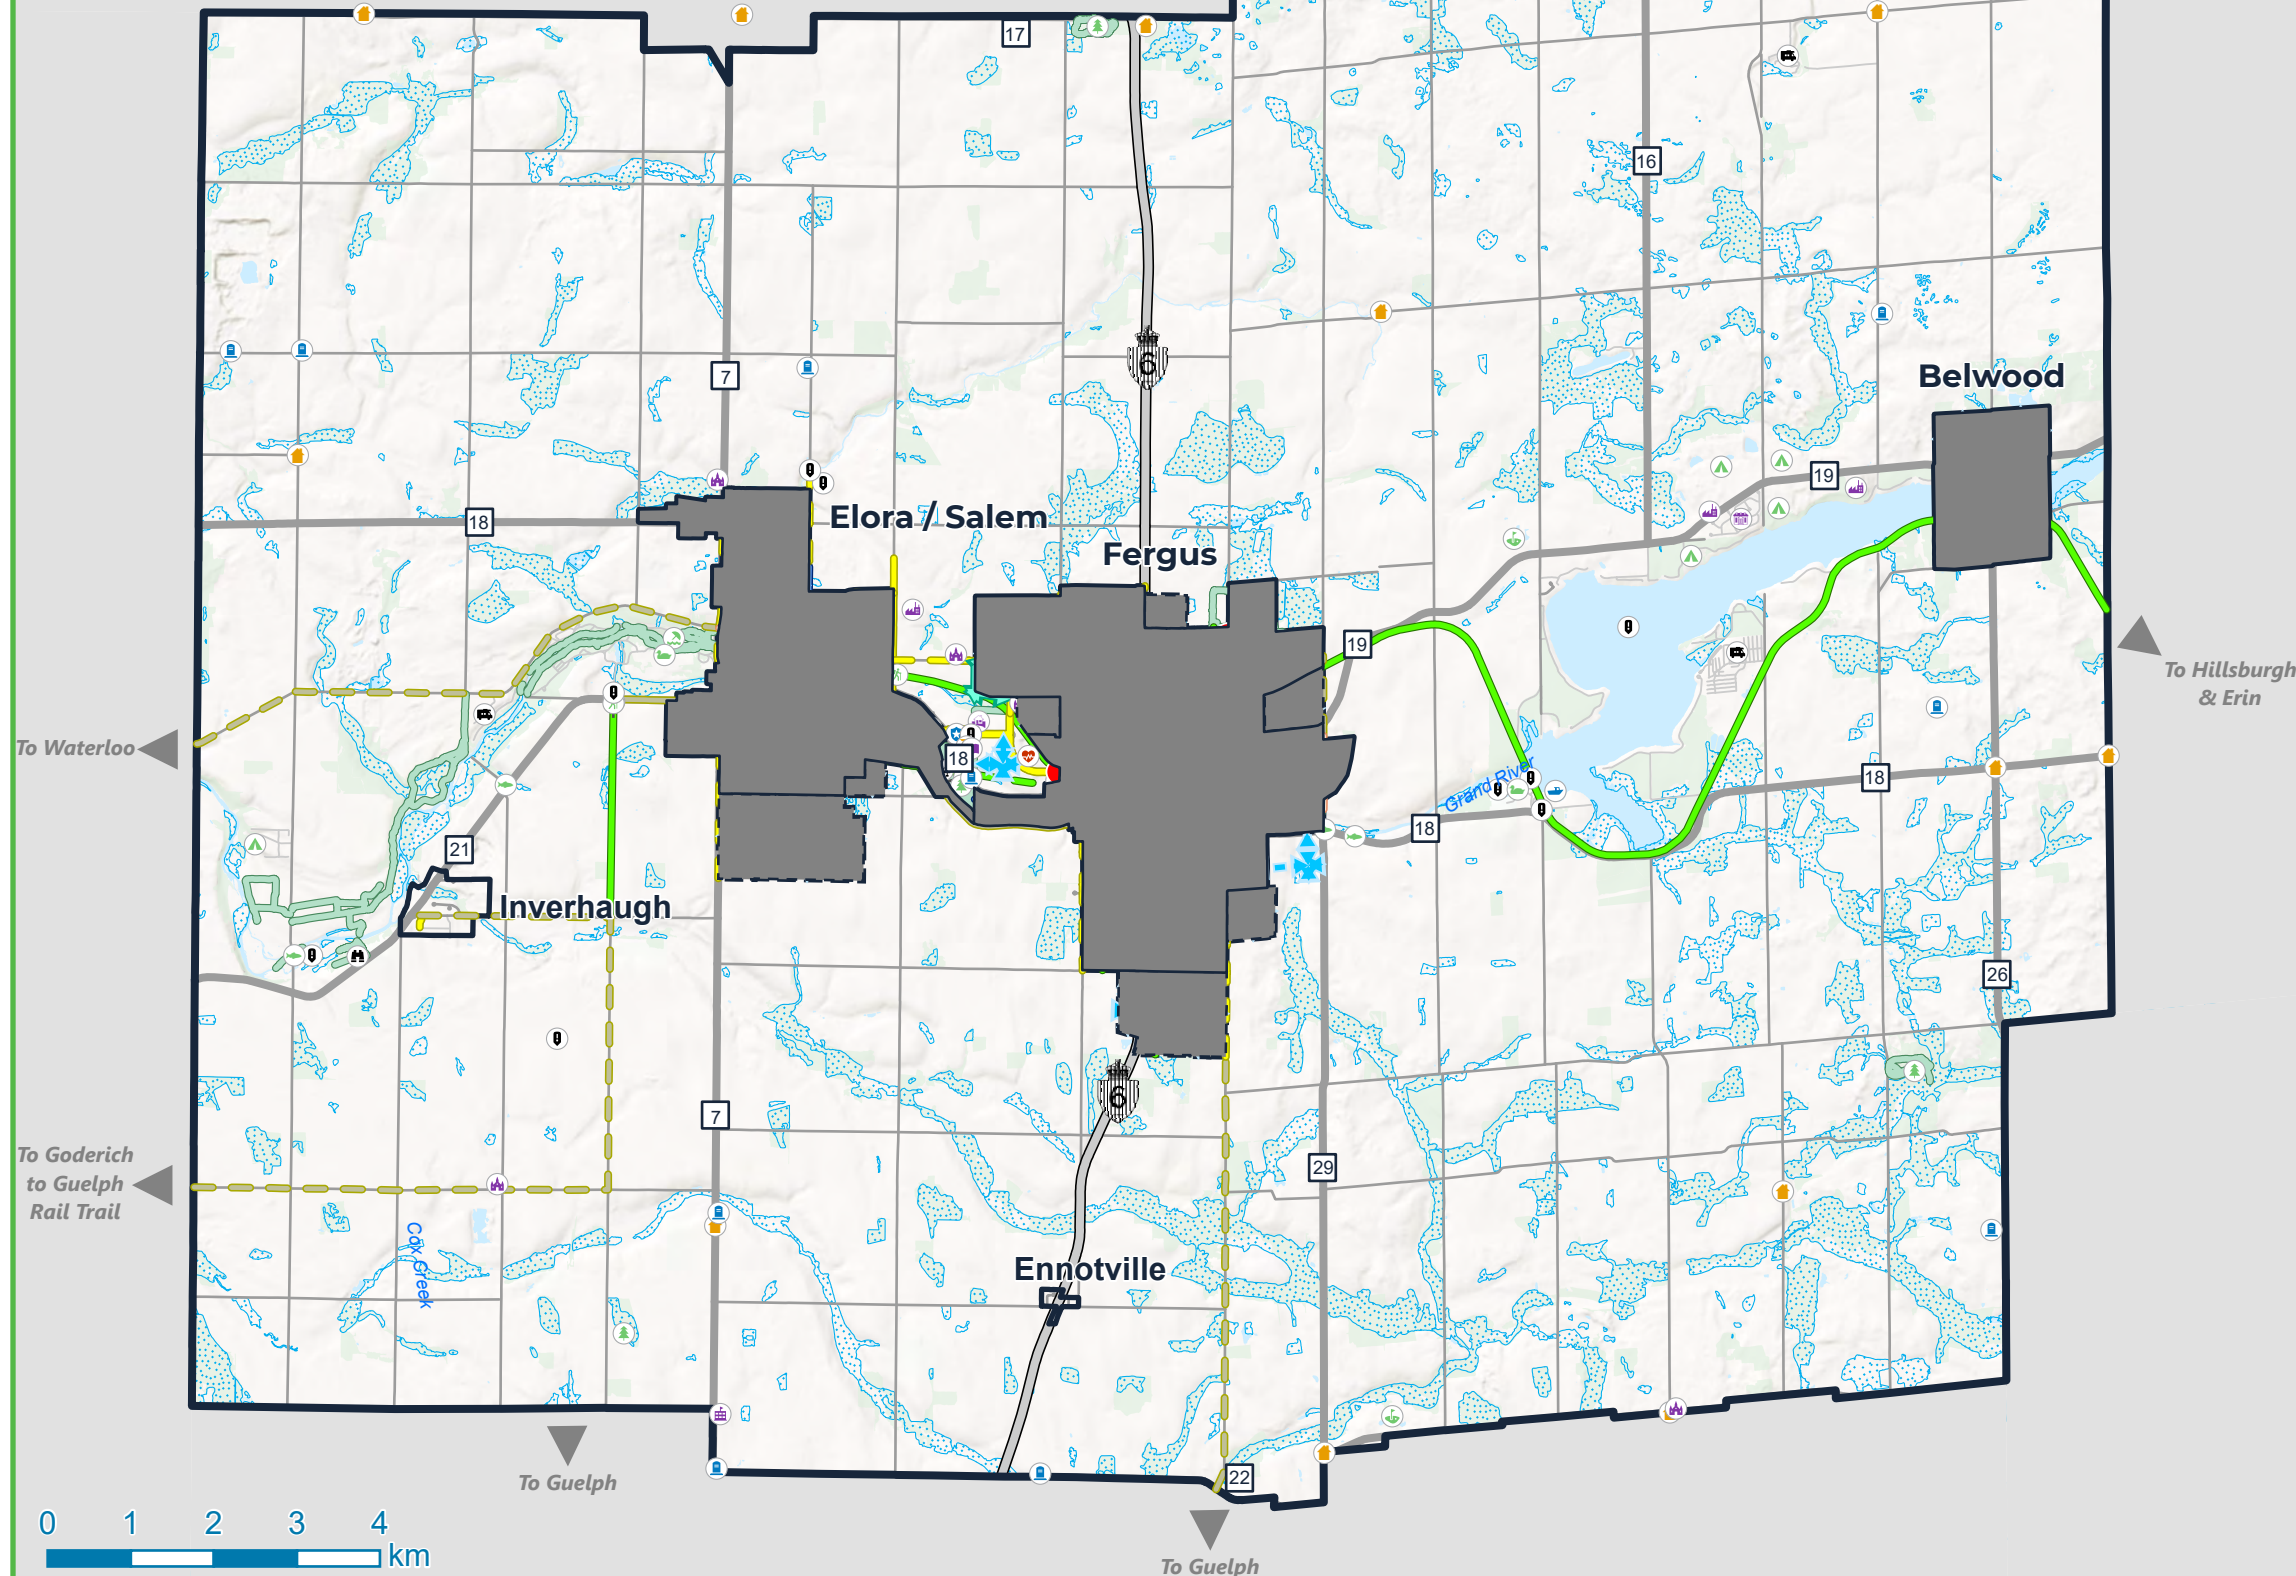 17
16
6
7
Belwood
19
18
Elora / Salem
Fergus
19
To Hillsburgh
& Erin
To Waterloo
18
18
Grand River
18
21
Inverhaugh
26
6
7
To Goderich
to Guelph
Rail Trail
29
Cox Creek
Ennotville
22
To Guelph
To Guelph
0 1 2 3 4
km